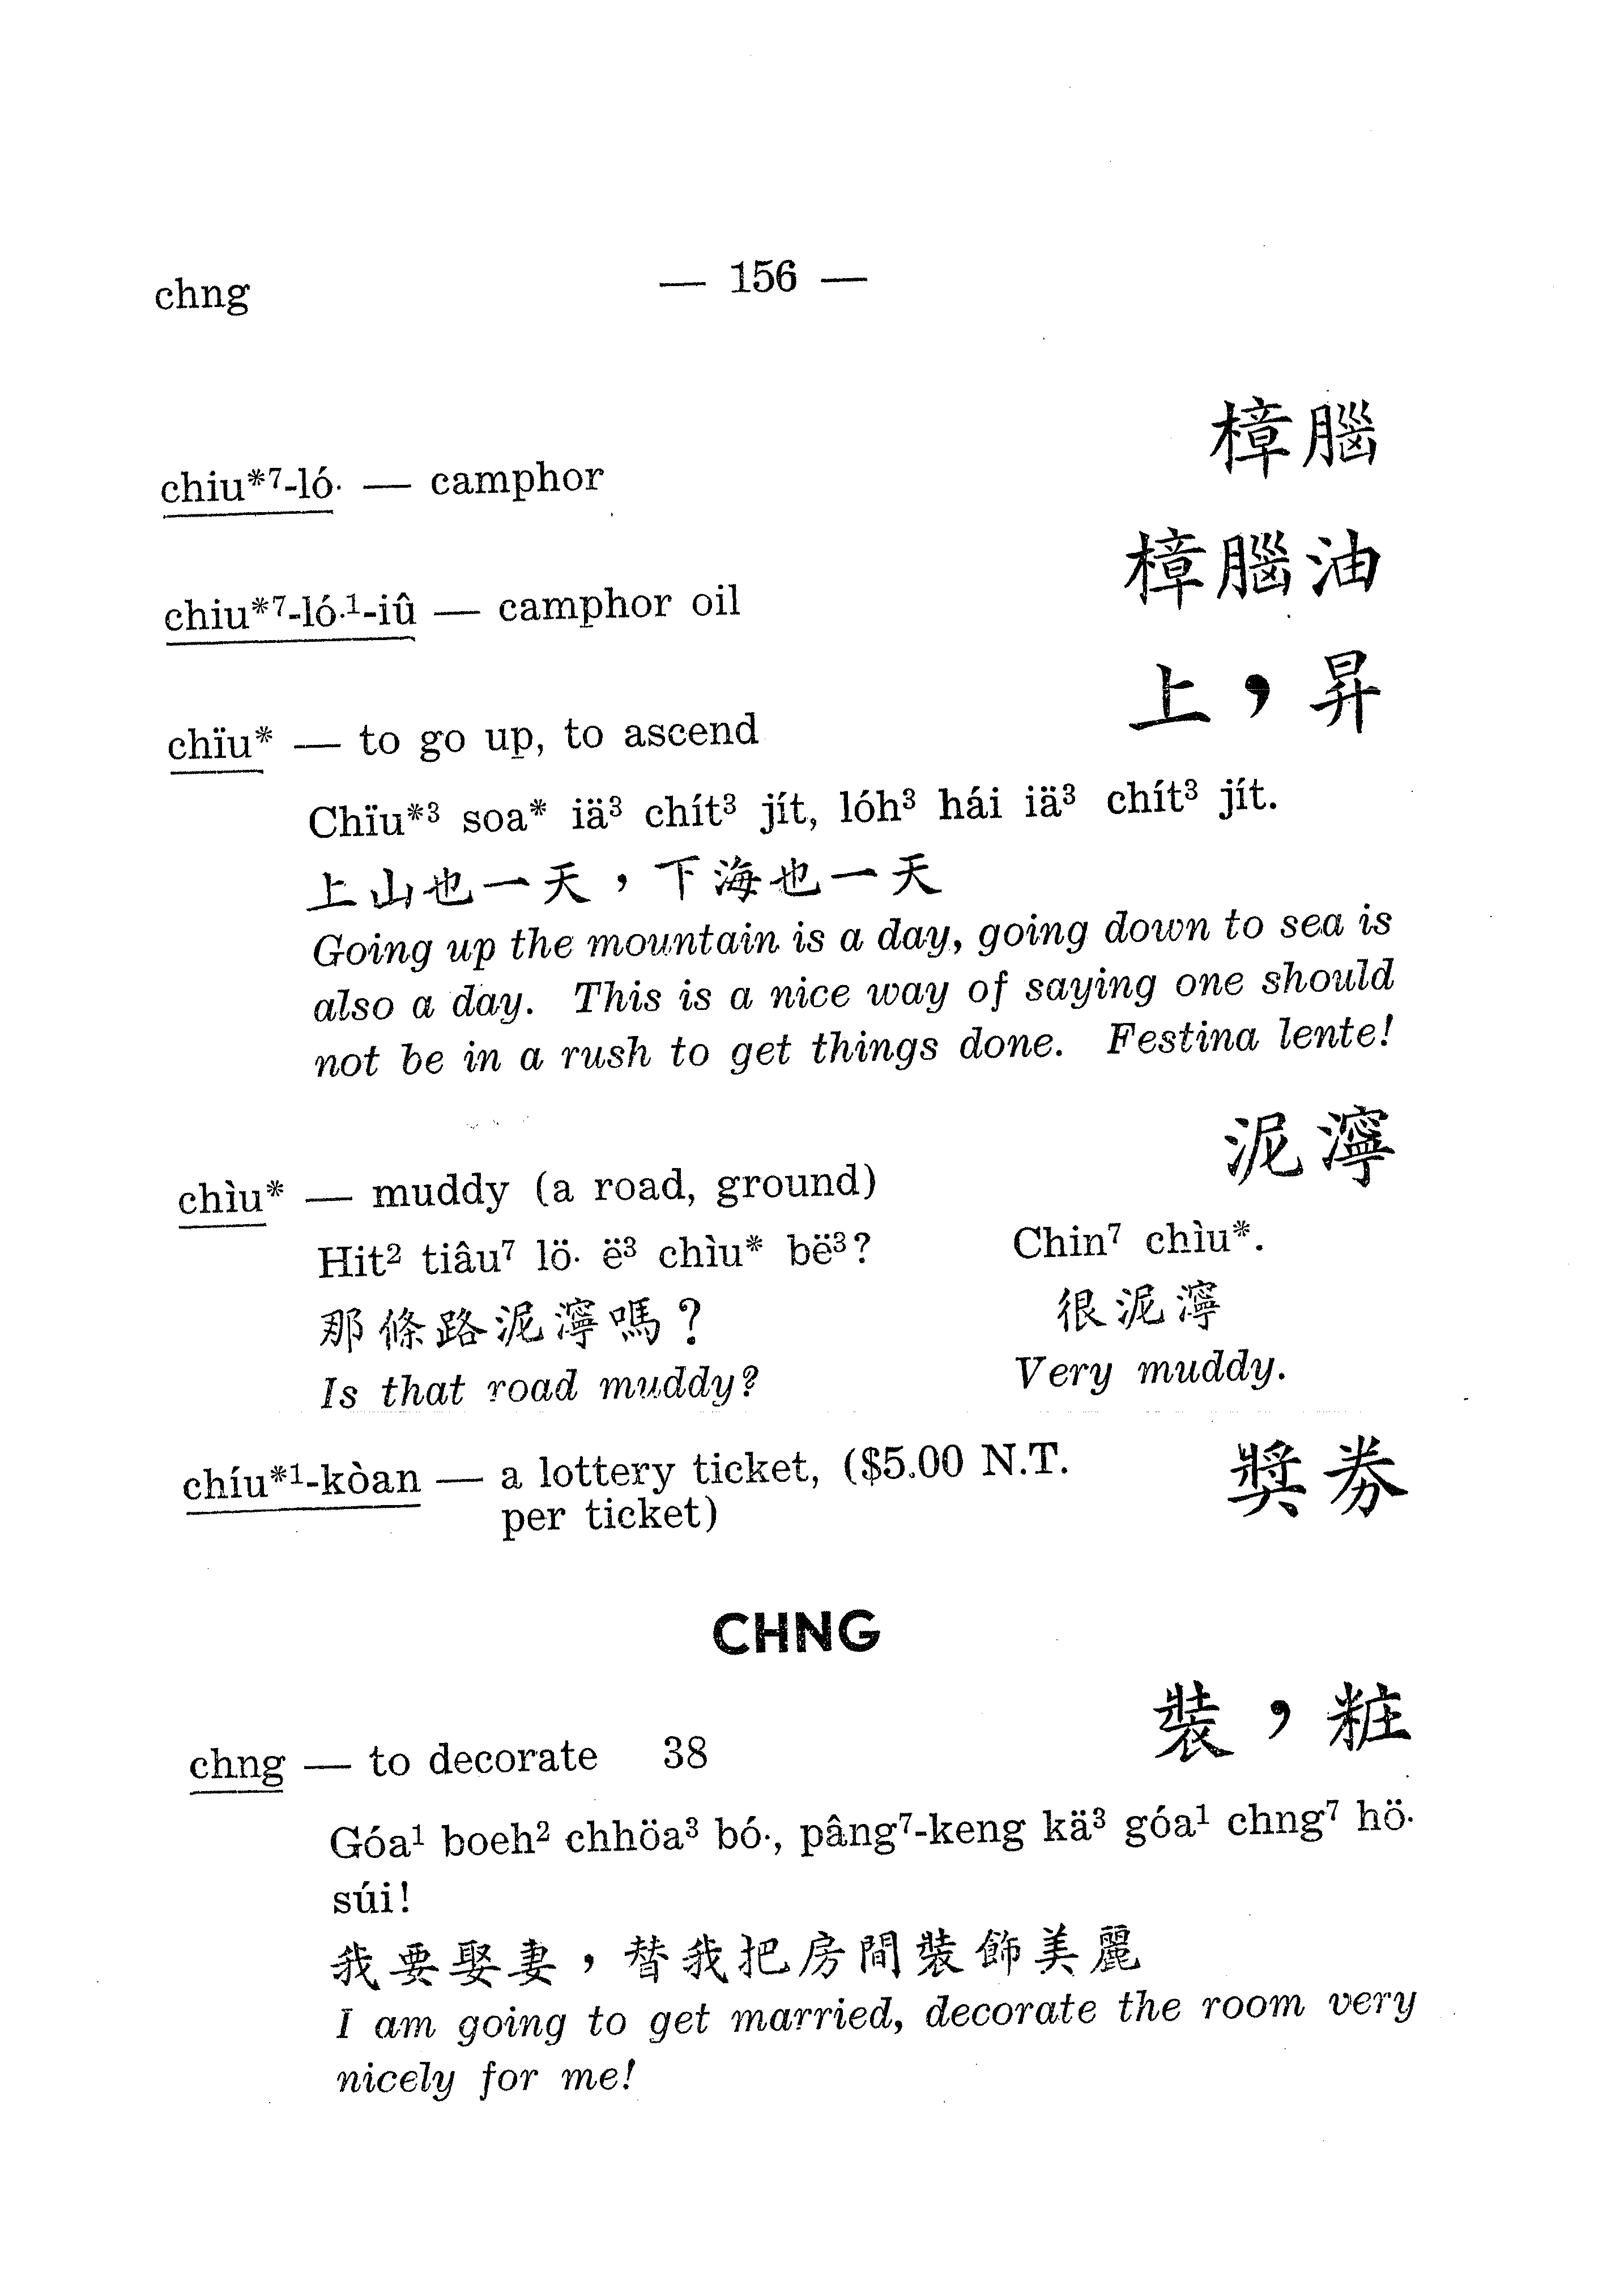 chng
— 156 —
樟腦
chiu*⁷-ló· — camphor
樟腦油
chiu*⁷-ló·¹-iû — camphor oil
上，昇
chïu* — to go up, to ascend
Chïu*³ soa* iä³ chít³ jít, lóh³ hái iä³ chít³ jít.
上山也一天，下海也一天
Going up the mountain is a day, going down to sea is
also a day. This is a nice way of saying one should
not be in a rush to get things done. Festina lente!
泥濘
chìu* — muddy (a road, ground)
Hit² tiâu⁷ lö· ë³ chìu* bë³? Chin⁷ chìu*.
那條路泥濘嗎？ 很泥濘
Is that road muddy? Very muddy.
chíu*¹-kòan — a lottery ticket, ($5.00 N.T. 獎券
per ticket)
CHNG
裝，粧
chng — to decorate 38
Góa¹ boeh² chhöa³ bó·, pâng⁷-keng kä³ góa¹ chng⁷ hö·
súi!
我要娶妻，替我把房間裝飾美麗
I am going to get married, decorate the room very
nicely for me!